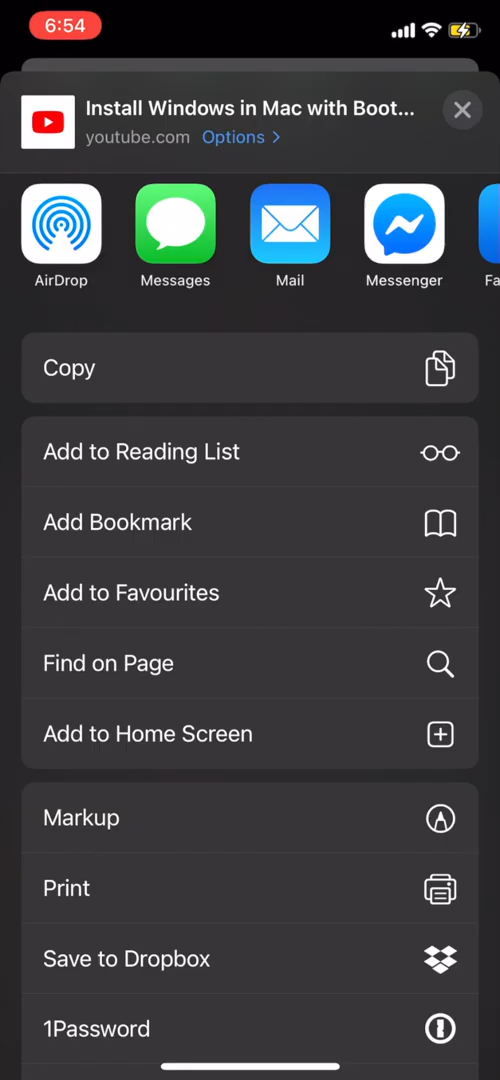 6:54
Install Windows in Mac with Boot...
youtube.com Options >
AirDrop Messages Mail Messenger Fa
Copy
Add to Reading List
Add Bookmark
Add to Favourites
Find on Page
Add to Home Screen
Markup
Print
Save to Dropbox
1Password